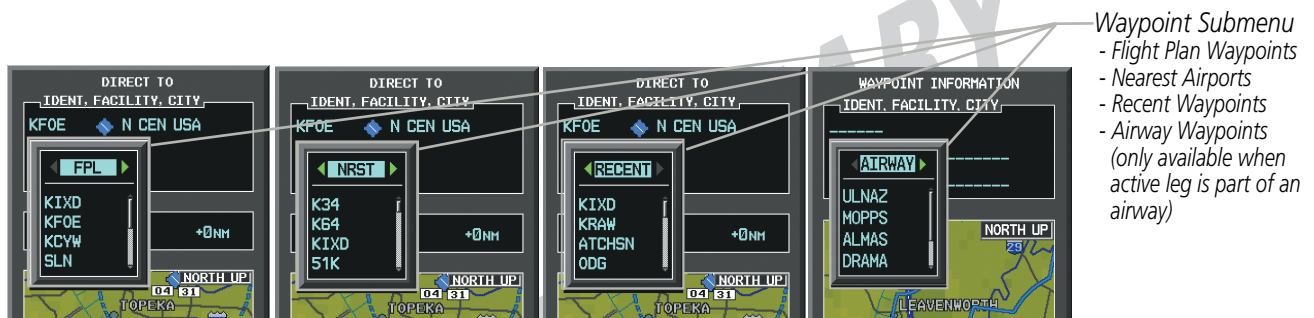 Waypoint Submenu
- Flight Plan Waypoints
- Nearest Airports
- Recent Waypoints
- Airway Waypoints
(only available when
active leg is part of an
airway)
DIRECT TO
IDENT, FACILITY, CITY
KFOE N CEN USA
FPL
KIXD
KFOE
KCYW
SLN
+0NM
NORTH UP
04 31
TOPEKA
DIRECT TO
IDENT, FACILITY, CITY
KFOE N CEN USA
NRST
K34
K64
KIXD
51K
+0NM
NORTH UP
04 31
TOPEKA
DIRECT TO
IDENT, FACILITY, CITY
KFOE N CEN USA
RECENT
KIXD
KRAW
ATCHSN
ODG
+0NM
NORTH UP
04 31
TOPEKA
WAYPOINT INFORMATION
IDENT, FACILITY, CITY
------
AIRWAY
ULNAZ
MOPPS
ALMAS
DRAMA
NORTH UP
29
LEAVENWORTH